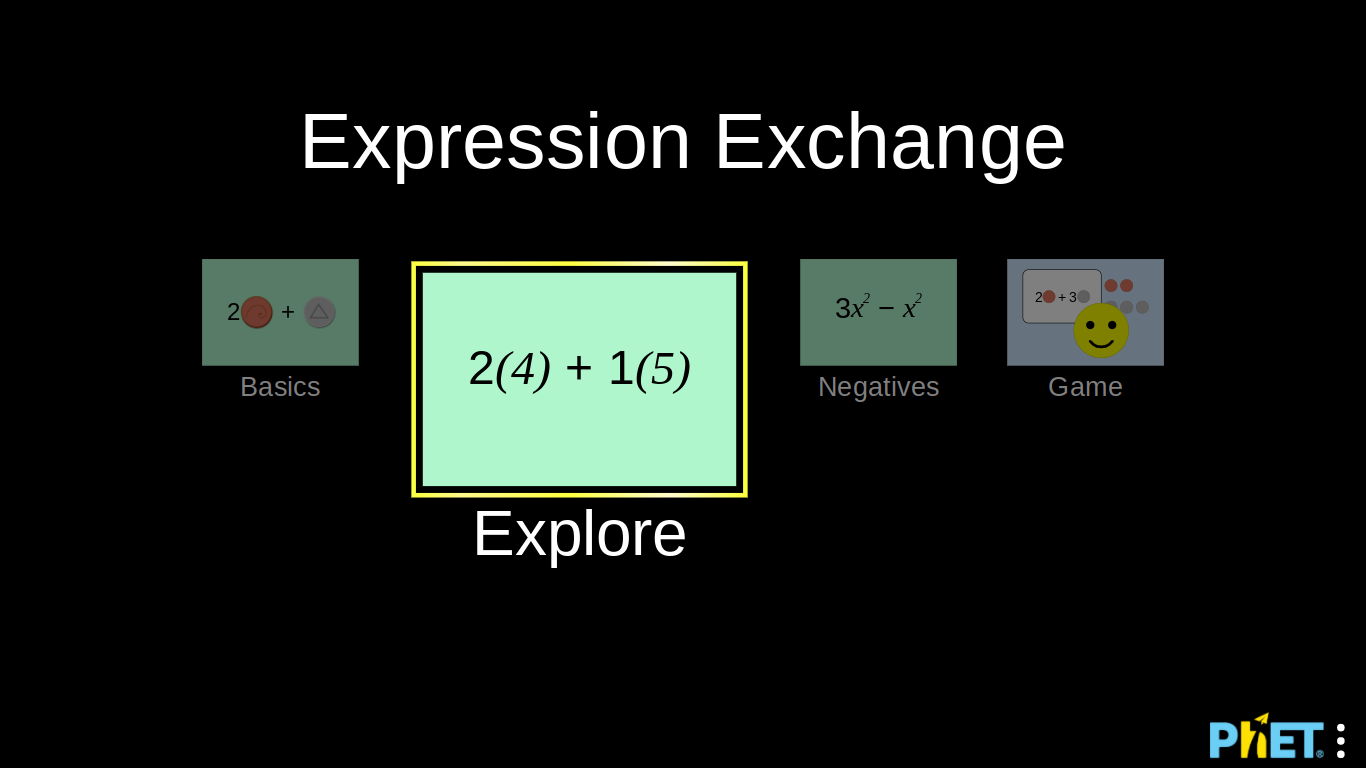 Expression Exchange
2 +
Basics
2(4) + 1(5)
Explore
3x² − x²
Negatives
2 + 3
Game
PhET®